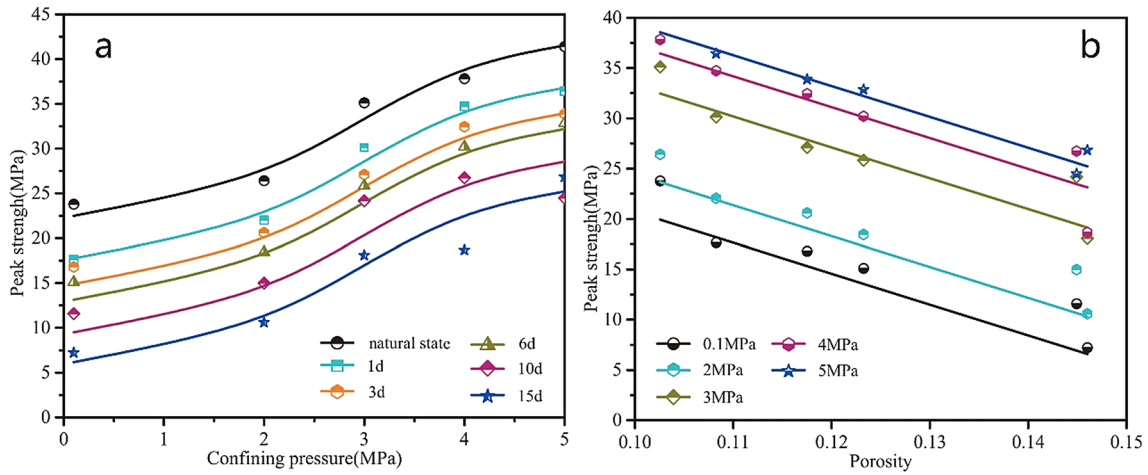 45
40
35
30
25
20
15
10
5
0
Peak strengh(MPa)
a
natural state
1d
3d
6d
10d
15d
0
1
2
3
4
5
Confining pressure(MPa)
40
35
30
25
20
15
10
5
0
Peak strengh(MPa)
b
0.1MPa
2MPa
3MPa
4MPa
5MPa
0.10
0.11
0.12
0.13
0.14
0.15
Porosity